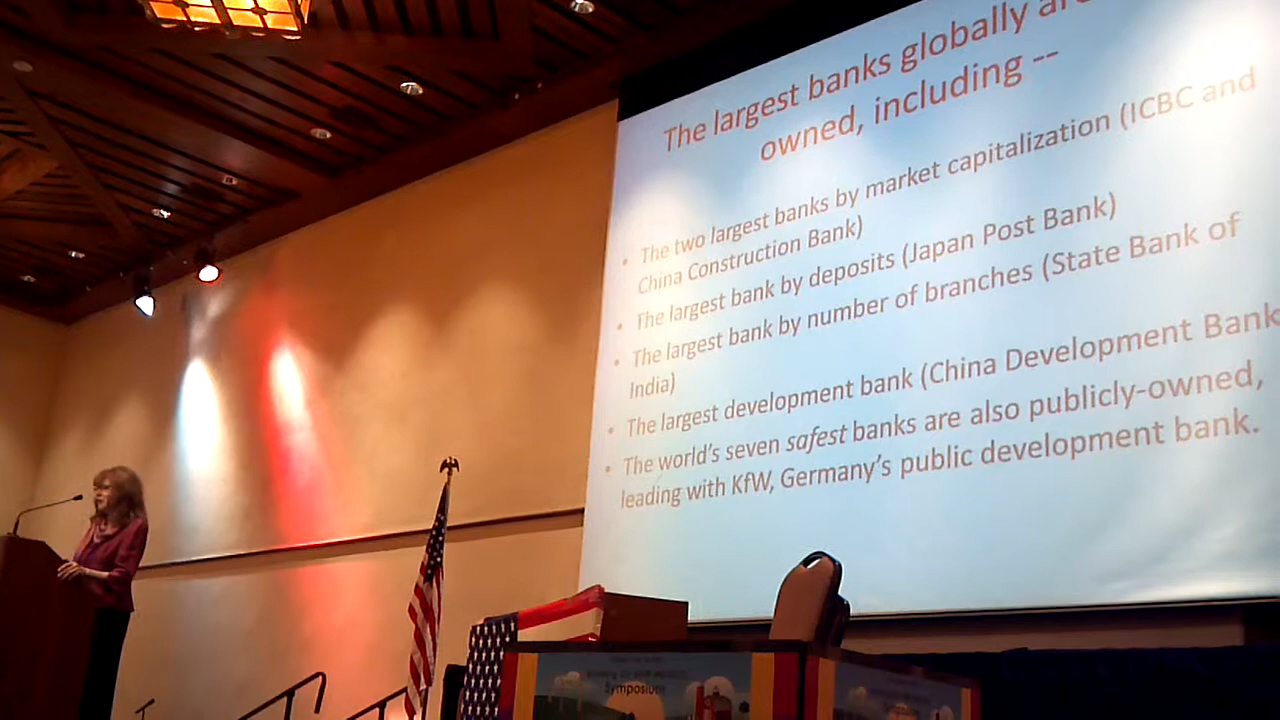 The largest banks globally are
owned, including --
• The two largest banks by market capitalization (ICBC and
China Construction Bank)
• The largest bank by deposits (Japan Post Bank)
• The largest bank by number of branches (State Bank of
India)
• The largest development bank (China Development Bank
• The world's seven safest banks are also publicly-owned,
leading with KfW, Germany's public development bank.
Symposium